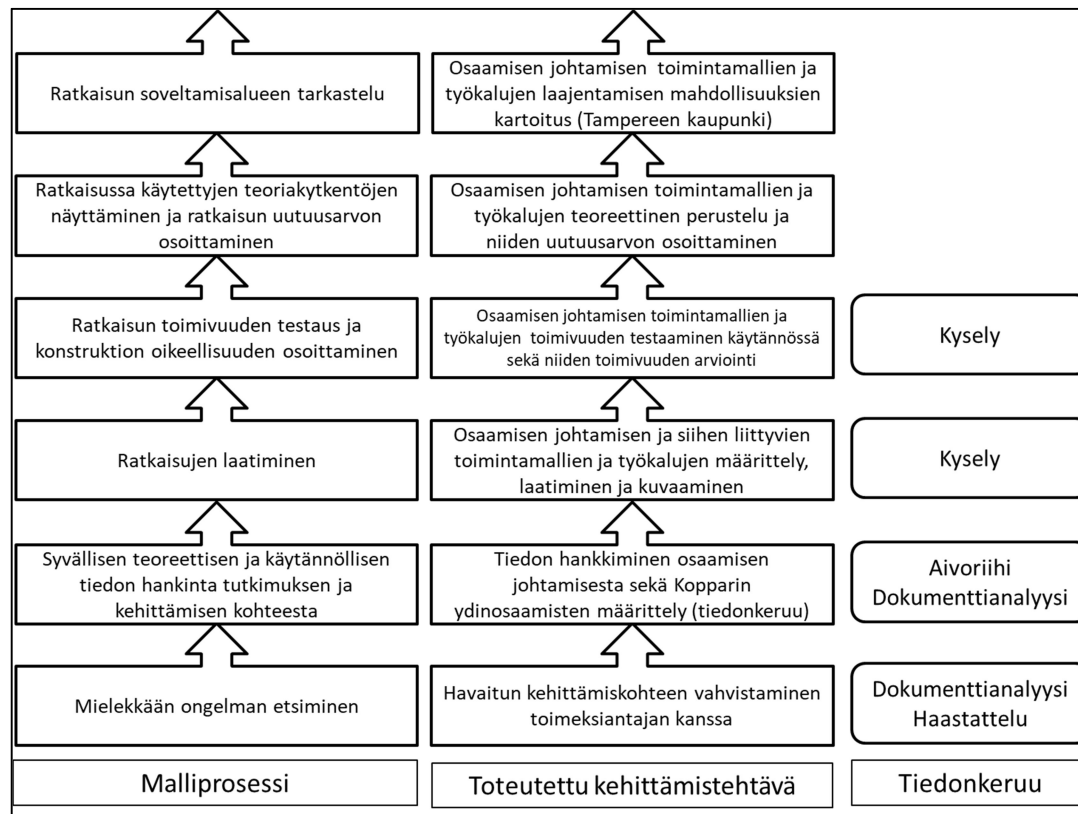 Ratkaisun soveltamisalueen tarkastelu
Osaamisen johtamisen toimintamallien ja
työkalujen laajentamisen mahdollisuuksien
kartoitus (Tampereen kaupunki)
Ratkaisussa käytettyjen teoriakytkentöjen
näyttäminen ja ratkaisun uutuusarvon
osoittaminen
Osaamisen johtamisen toimintamallien ja
työkalujen teoreettinen perustelu ja
niiden uutuusarvon osoittaminen
Ratkaisun toimivuuden testaus ja
konstruktion oikeellisuuden osoittaminen
Osaamisen johtamisen toimintamallien ja
työkalujen toimivuuden testaaminen käytännössä
sekä niiden toimivuuden arviointi
Kysely
Ratkaisujen laatiminen
Osaamisen johtamisen ja siihen liittyvien
toimintamallien ja työkalujen määrittely,
laatiminen ja kuvaaminen
Kysely
Syvällisen teoreettisen ja käytännöllisen
tiedon hankinta tutkimuksen ja
kehittämisen kohteesta
Tiedon hankkiminen osaamisen
johtamisesta sekä Kopparin
ydinosaamisten määrittely (tiedonkeruu)
Aivoriihi
Dokumenttianalyysi
Mielekkään ongelman etsiminen
Havaitun kehittämiskohteen vahvistaminen
toimeksiantajan kanssa
Dokumenttianalyysi
Haastattelu
Malliprosessi
Toteutettu kehittämistehtävä
Tiedonkeruu